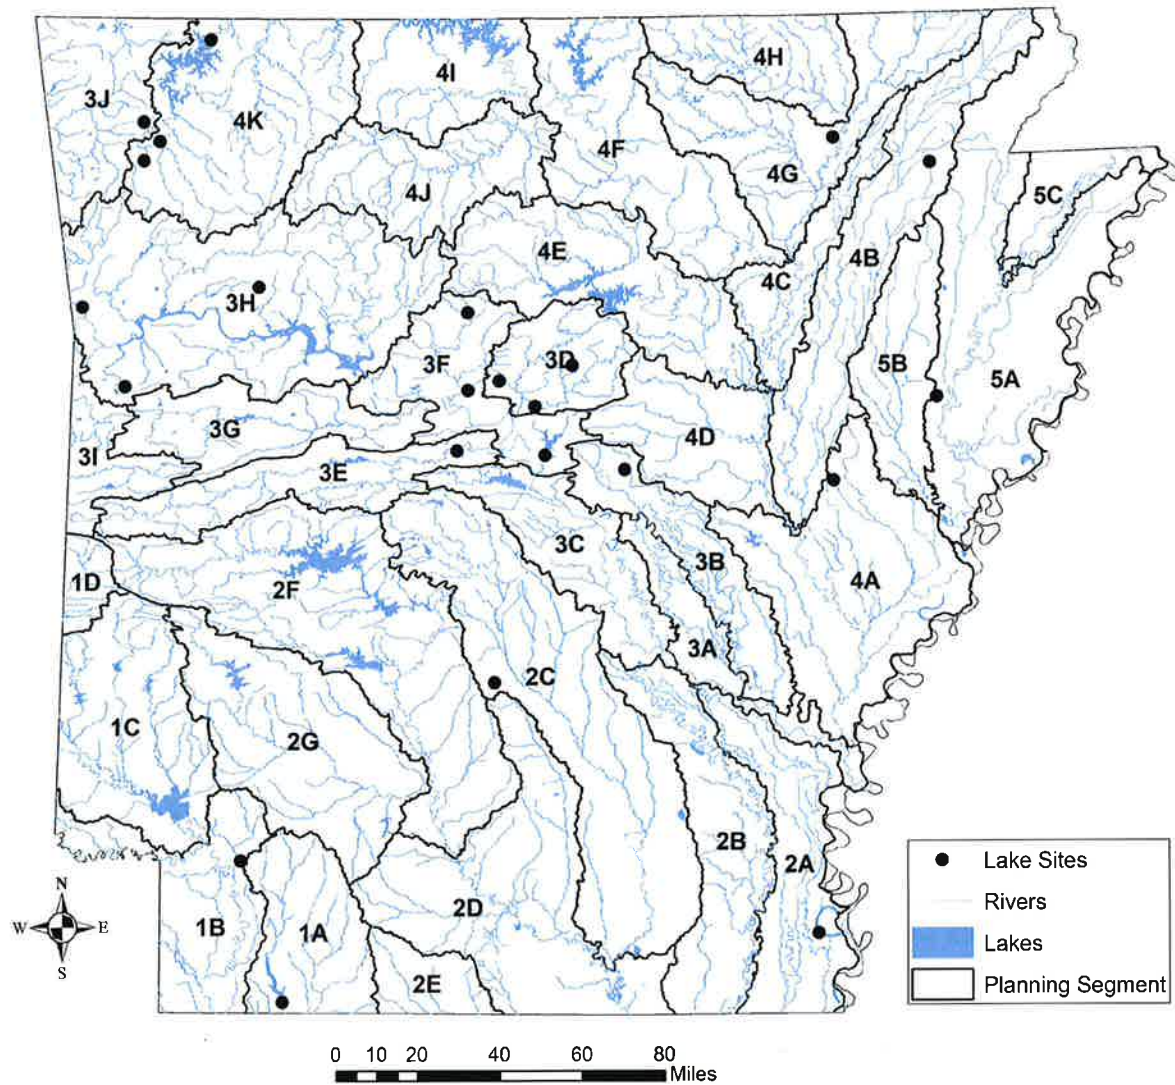 4H
4I
3J
4K
4F
4G
4J
5C
4E
4B
4C
3H
3F
3D
5B
5A
3G
4D
3I
3E
3C
3B
1D
2F
4A
3A
2C
1C
2G
2B
2A
2D
1B
1A
2E
N
W
E
S
Lake Sites
Rivers
Lakes
Planning Segment
0 10 20 40 60 80
Miles